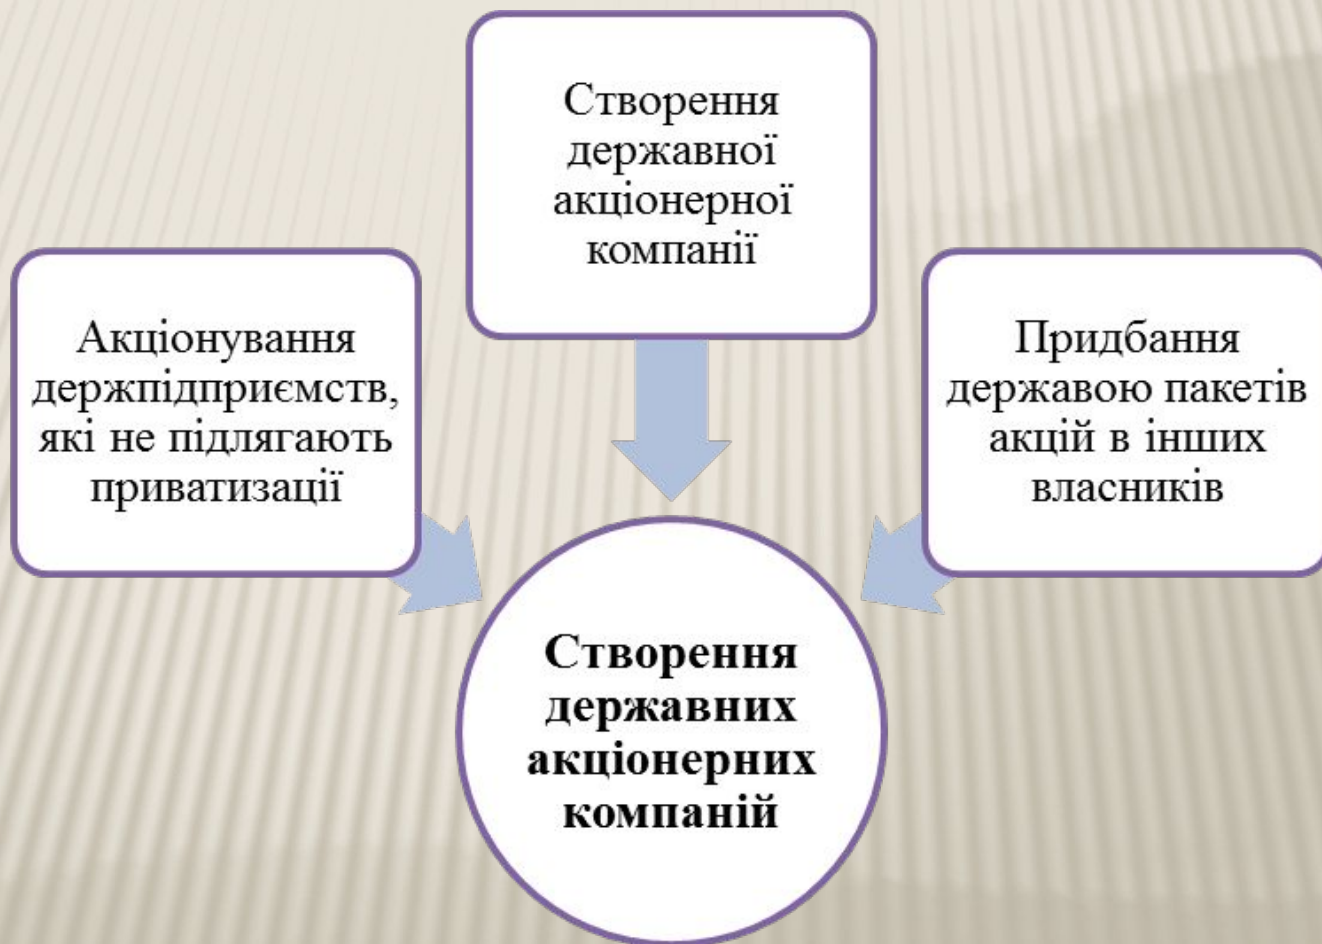 Створення
державної
акціонерної
компанії
Акціонування
держпідприємств,
які не підлягають
приватизації
Придбання
державою пакетів
акцій в інших
власників
Створення
державних
акціонерних
компаній